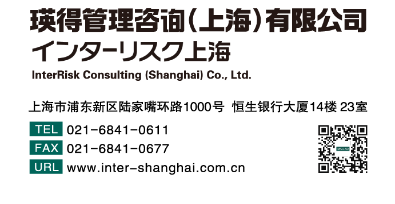 瑛得管理咨询（上海）有限公司
インターリスク上海
InterRisk Consulting (Shanghai) Co., Ltd.
上海市浦东新区陆家嘴环路1000号 恒生银行大厦14楼 23室
TEL 021-6841-0611
FAX 021-6841-0677
URL www.inter-shanghai.com.cn